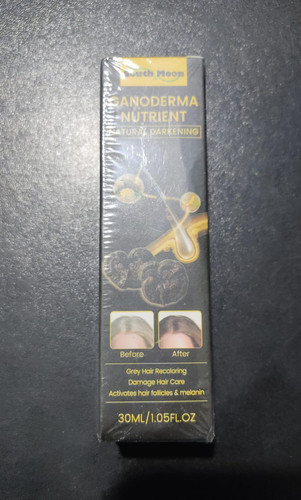 South Moon
GANODERMA
NUTRIENT
NATURAL DARKENING
Before
After
Grey Hair Recoloring
Damage Hair Care
Activates hair follicles & melanin
30ML/1.05FL.OZ